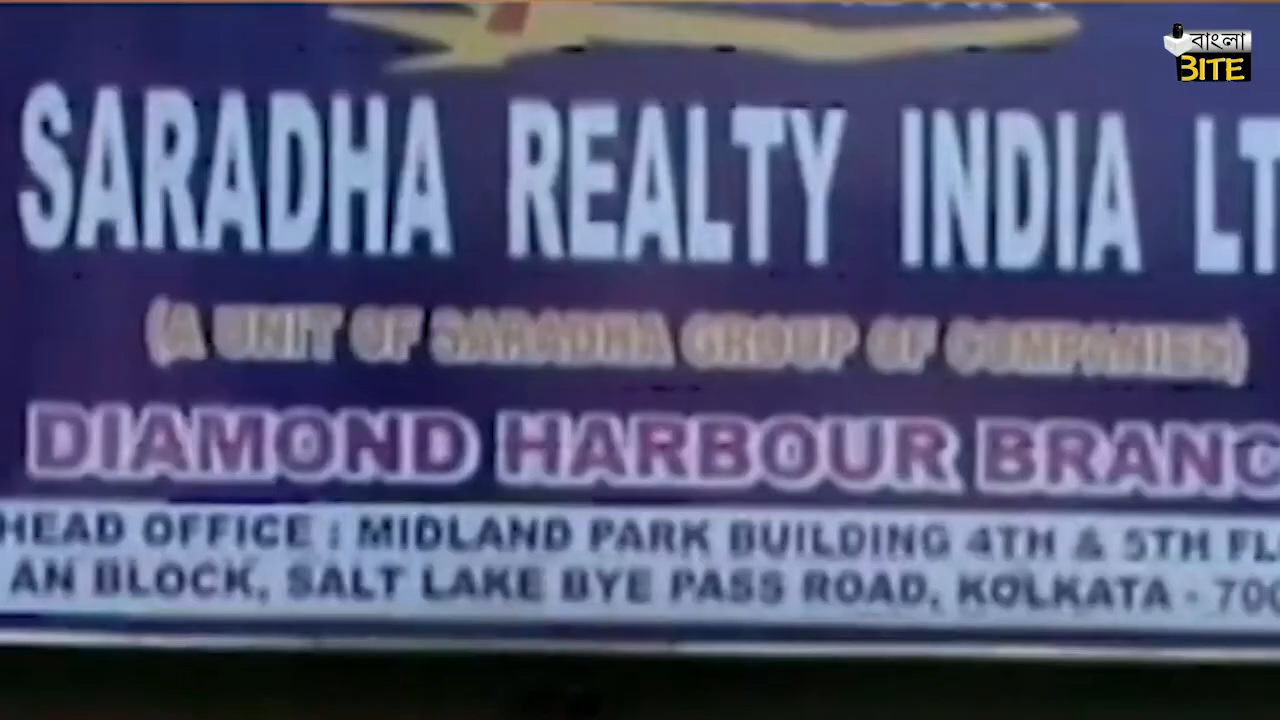 বাংলা
BITE
SARADHA REALTY INDIA LT
(A UNIT OF SARADHA GROUP OF COMPANIES)
DIAMOND HARBOUR BRANC
HEAD OFFICE : MIDLAND PARK BUILDING 4TH & 5TH FL
AN BLOCK, SALT LAKE BYE PASS ROAD, KOLKATA - 700